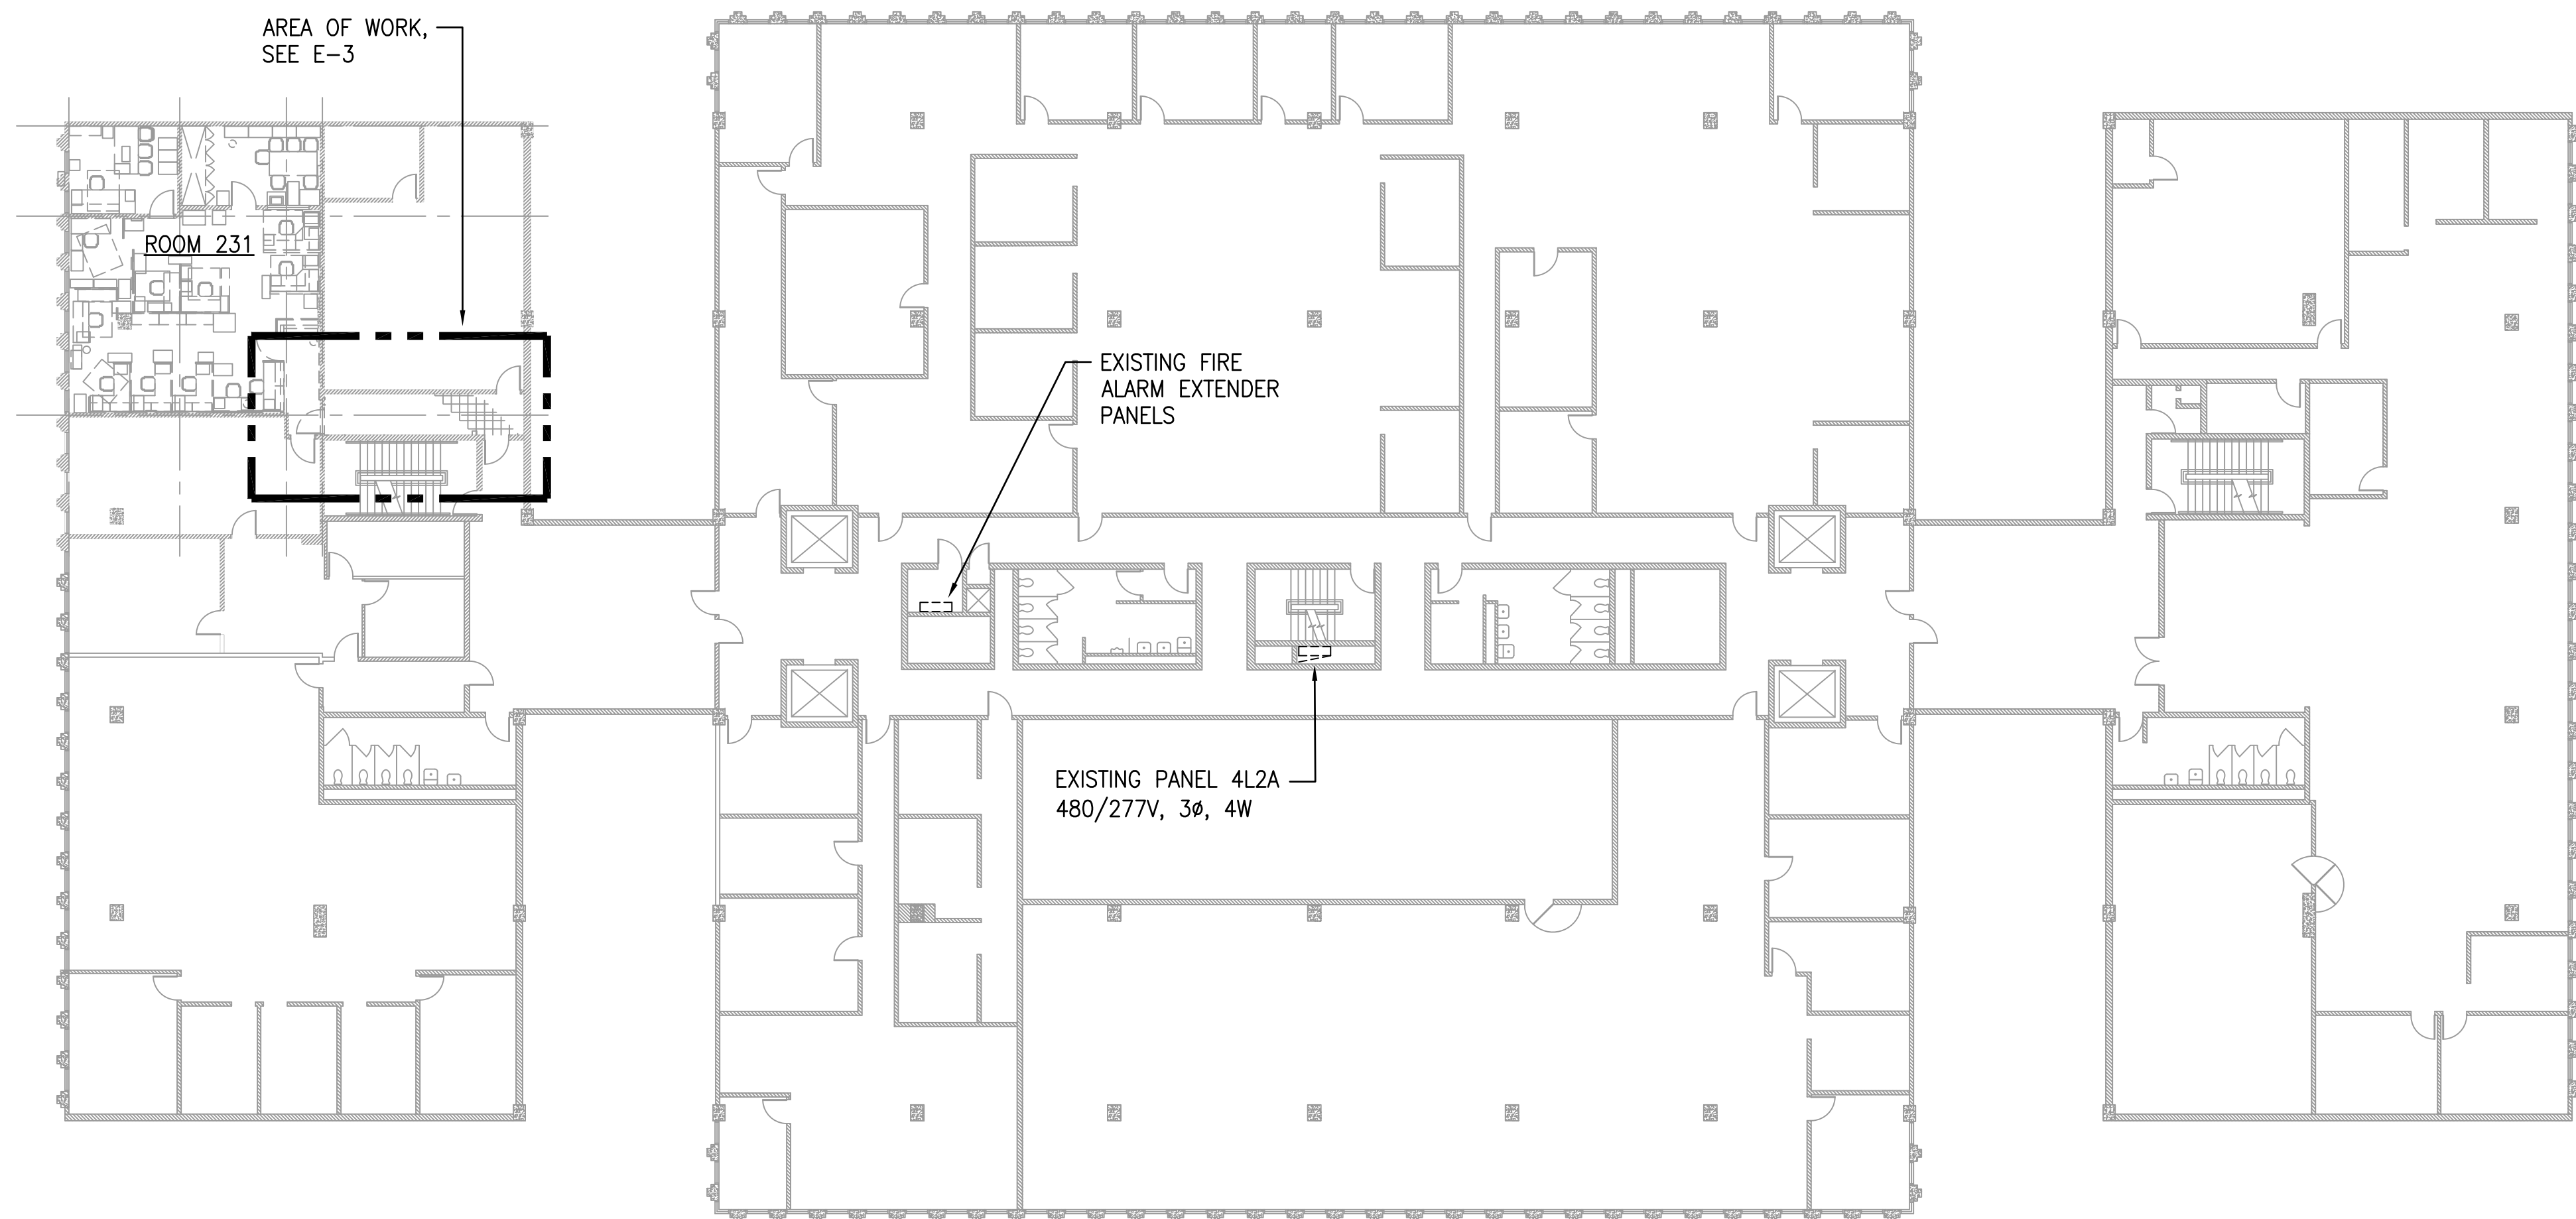 AREA OF WORK,
SEE E-3
ROOM 231
EXISTING FIRE
ALARM EXTENDER
PANELS
EXISTING PANEL 4L2A
480/277V, 3ø, 4W